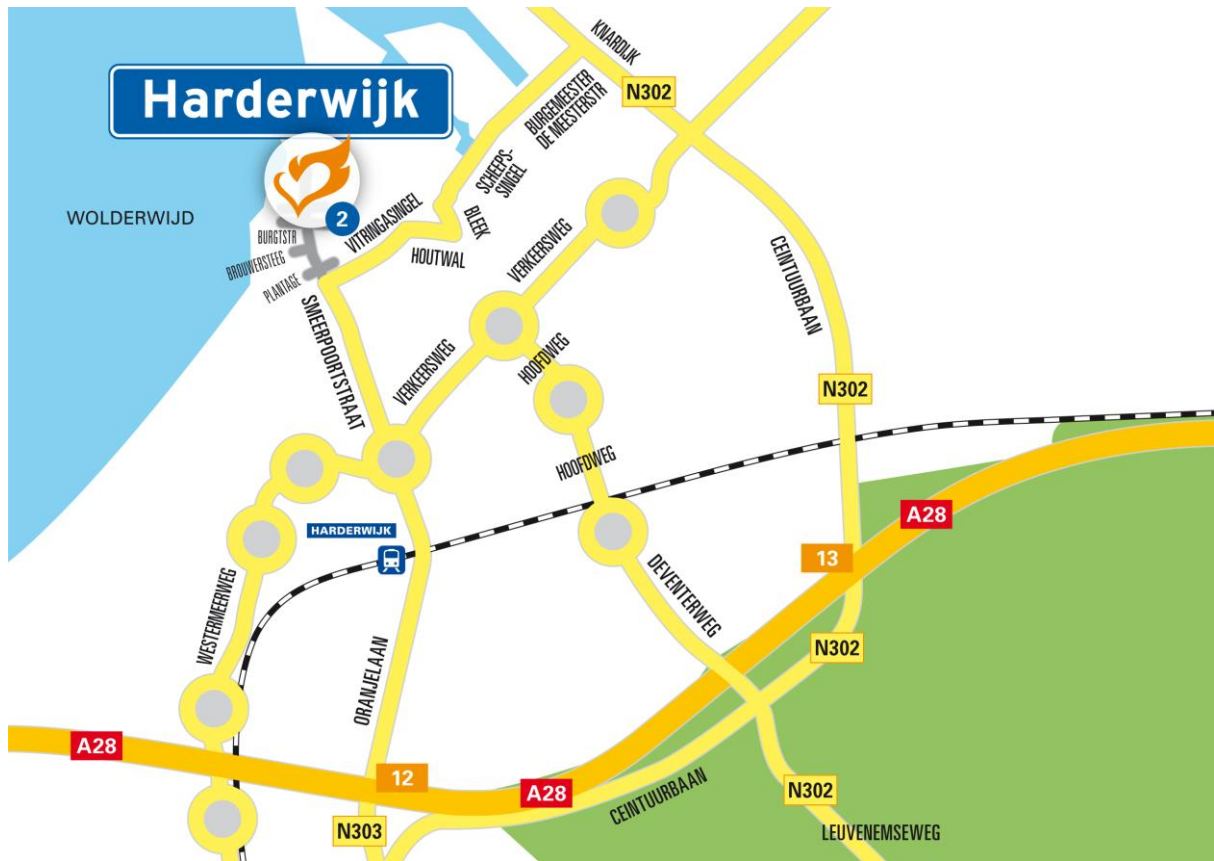 KNARDIJK
Harderwijk
N302
BURGEMEESTER
DE MEESTERSTR
SCHEEPS-
SINGEL
WOLDERWIJD
2
BURGTSTR
VITRINGASINGEL
BLEEK
BROUWERSTEEG
HOUTWAL
VERKEERSWEG
CEINTUURBAAN
PLANTAGE
SMEERPOORTSTRAAT
VERKEERSWEG
HOOFDWEG
N302
HOOFDWEG
A28
HARDERWIJK
13
WESTERMEERWEG
DEVENTERWEG
N302
ORANJELAAN
A28
12
A28
CEINTUURBAAN
N302
N303
LEUVENEMSEWEG